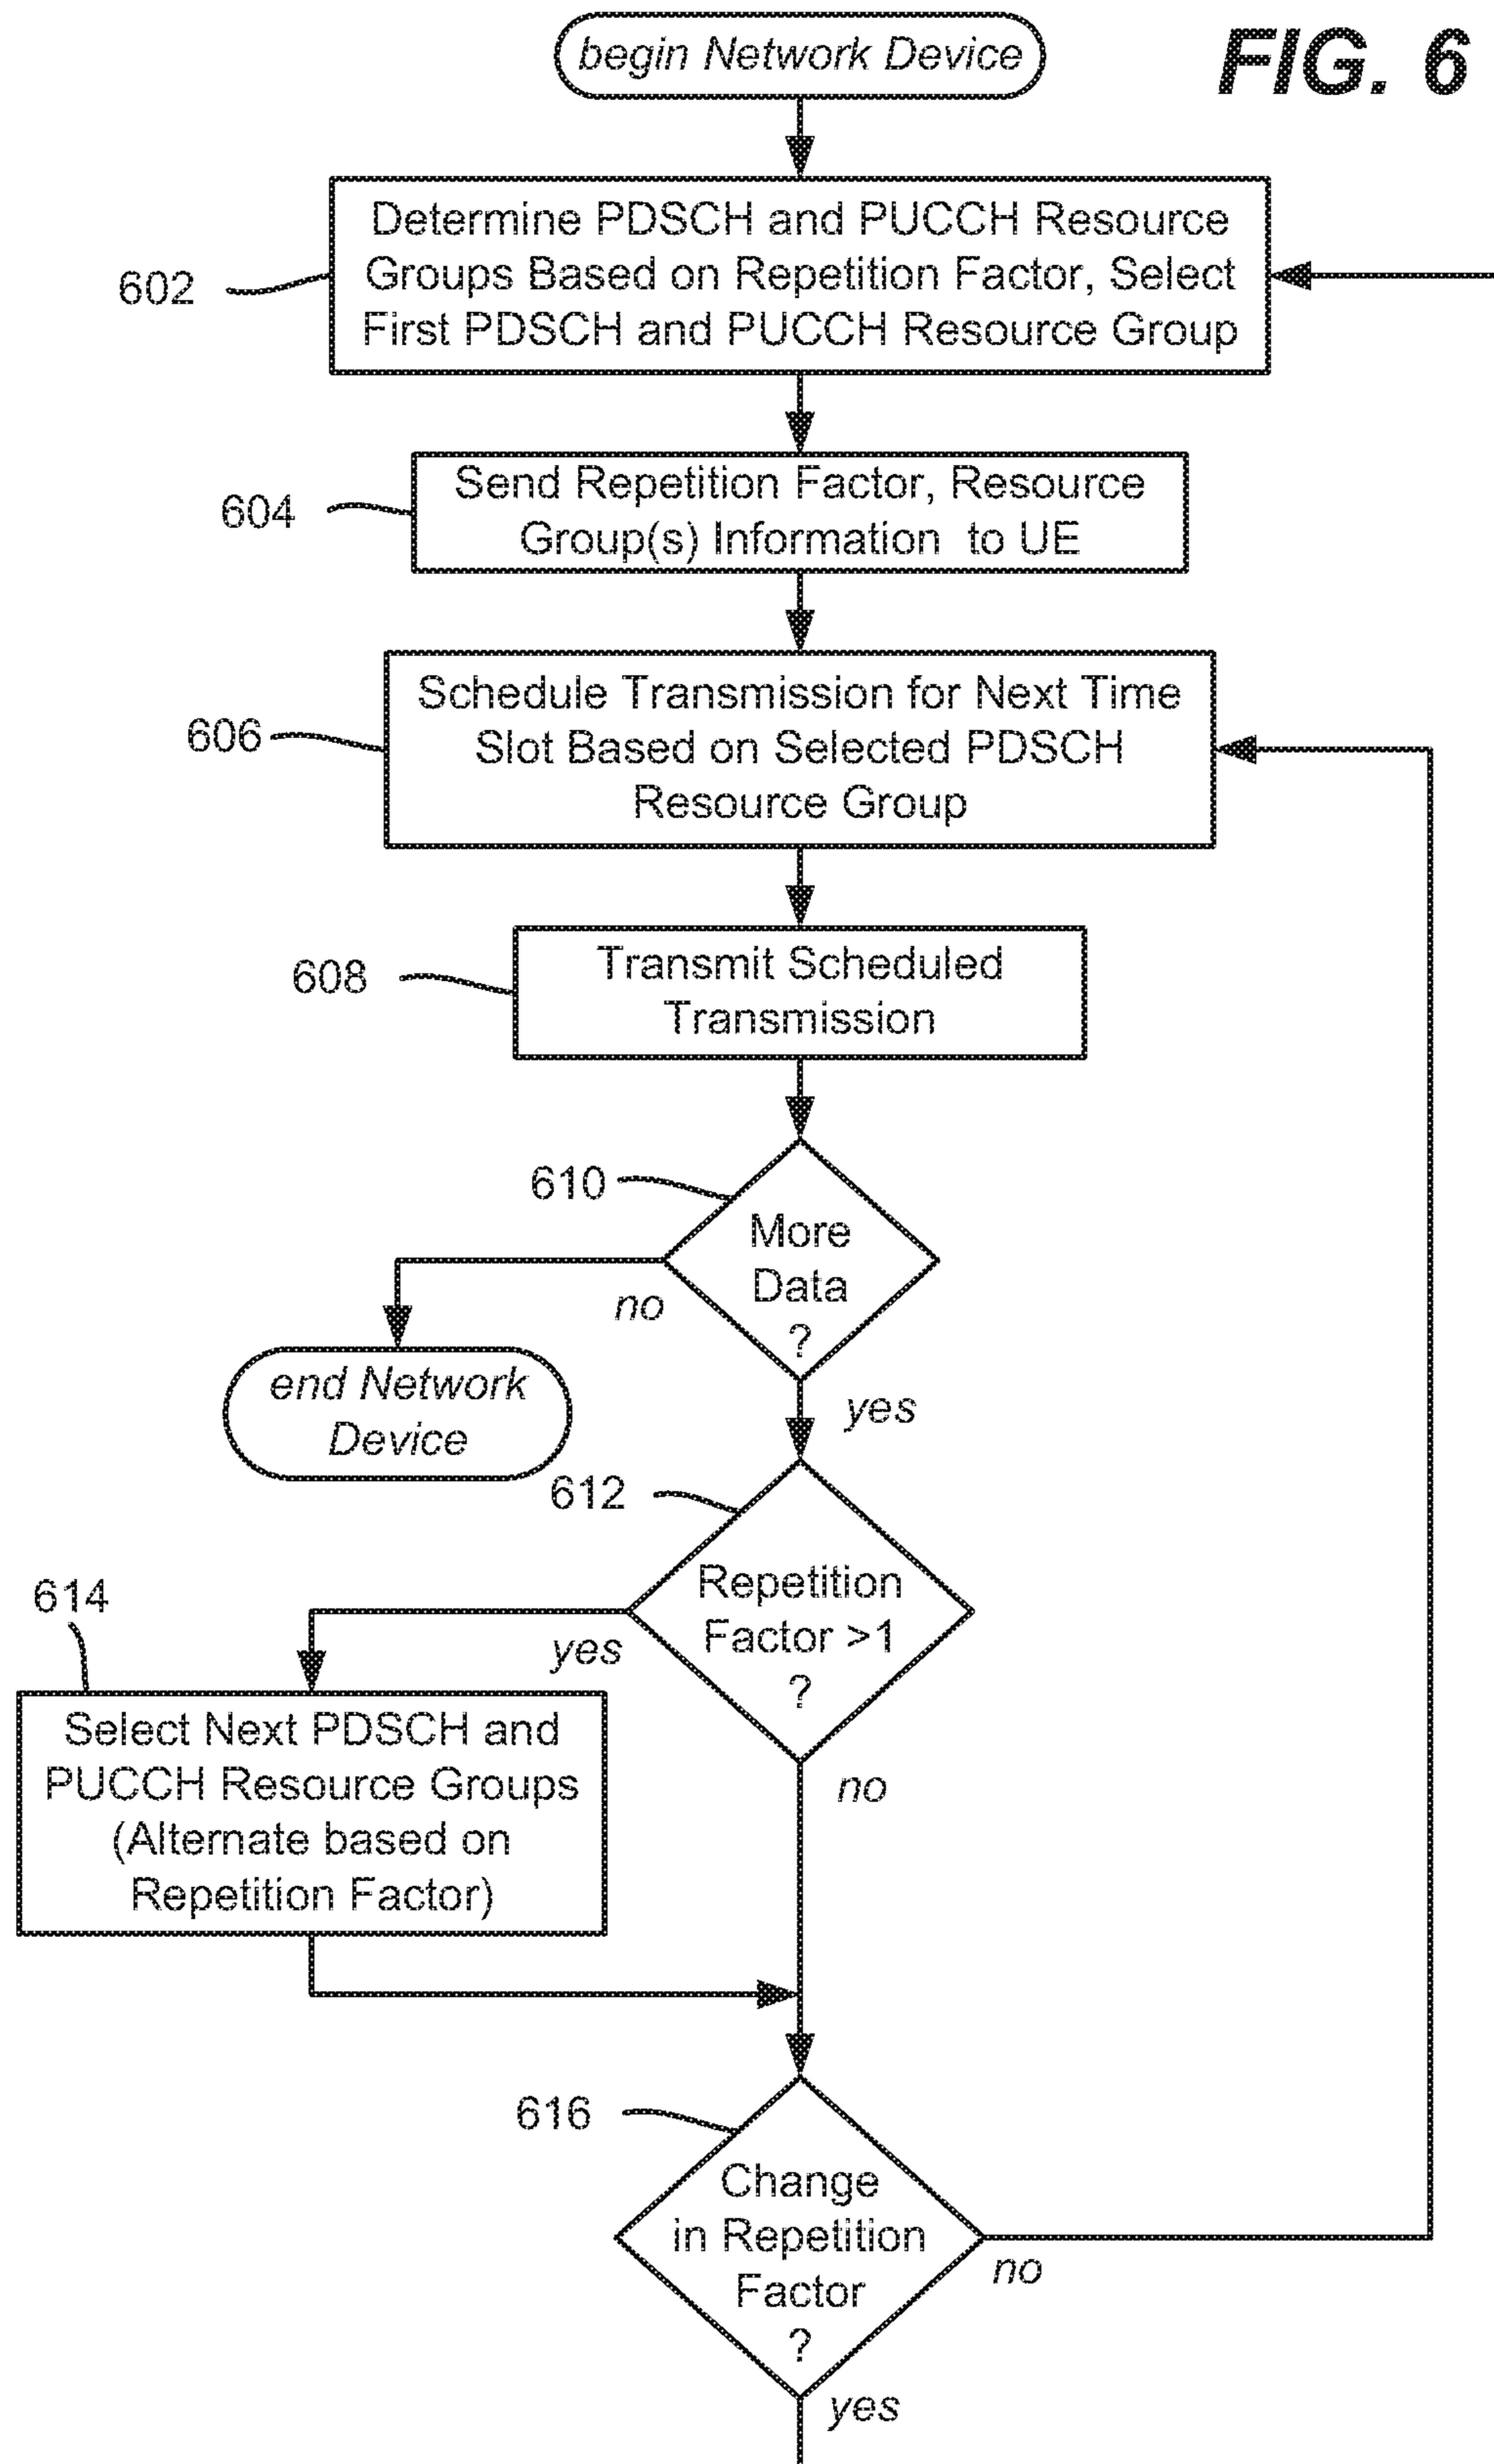 begin Network Device
FIG. 6
Determine PDSCH and PUCCH Resource
Groups Based on Repetition Factor, Select
First PDSCH and PUCCH Resource Group
602
Send Repetition Factor, Resource
Group(s) Information to UE
604
Schedule Transmission for Next Time
Slot Based on Selected PDSCH
Resource Group
606
Transmit Scheduled
Transmission
608
610
More
Data
?
no
yes
end Network
Device
612
Repetition
Factor >1
?
yes
no
614
Select Next PDSCH and
PUCCH Resource Groups
(Alternate based on
Repetition Factor)
616
Change
in Repetition
Factor
?
no
yes